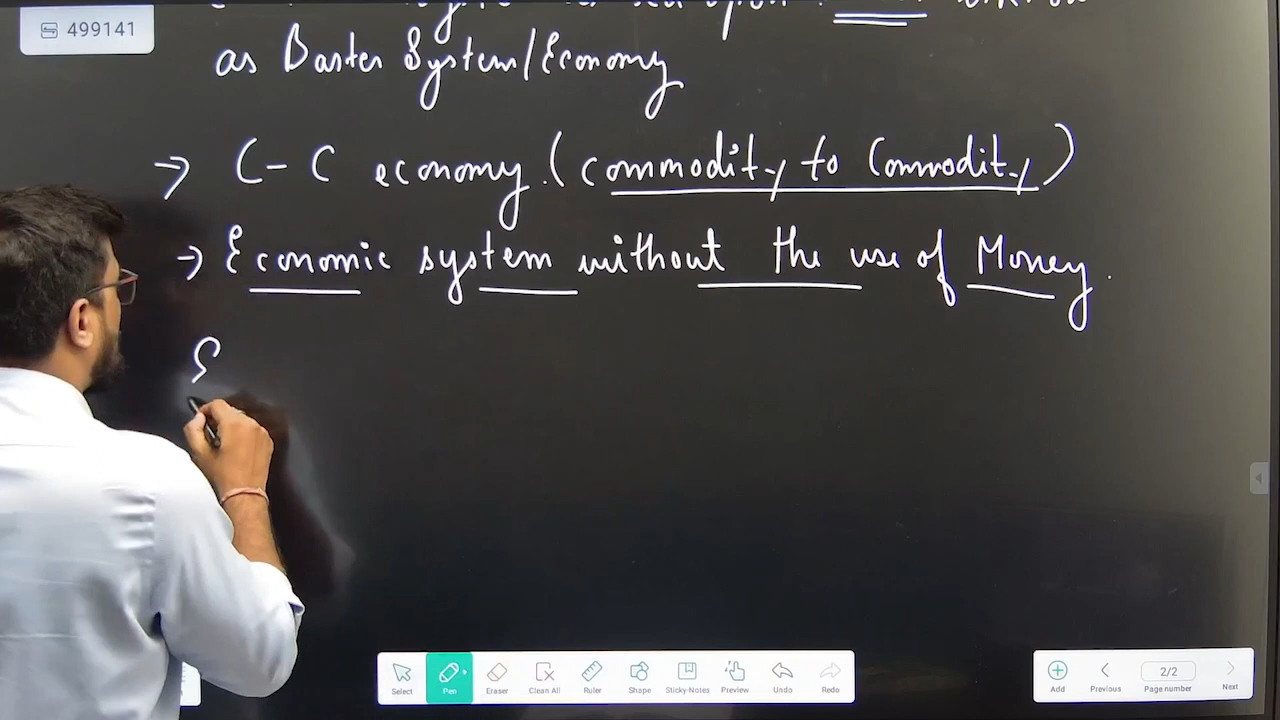 499141
as Barter System/Economy
→ C-C economy. (Commodity to Commodity)
→ Economic system without the use of Money.
S
Select Pen Eraser Clean All Ruler Shape Sticky-Notes Preview Undo Redo
Add Previous 2/2 Page number Next